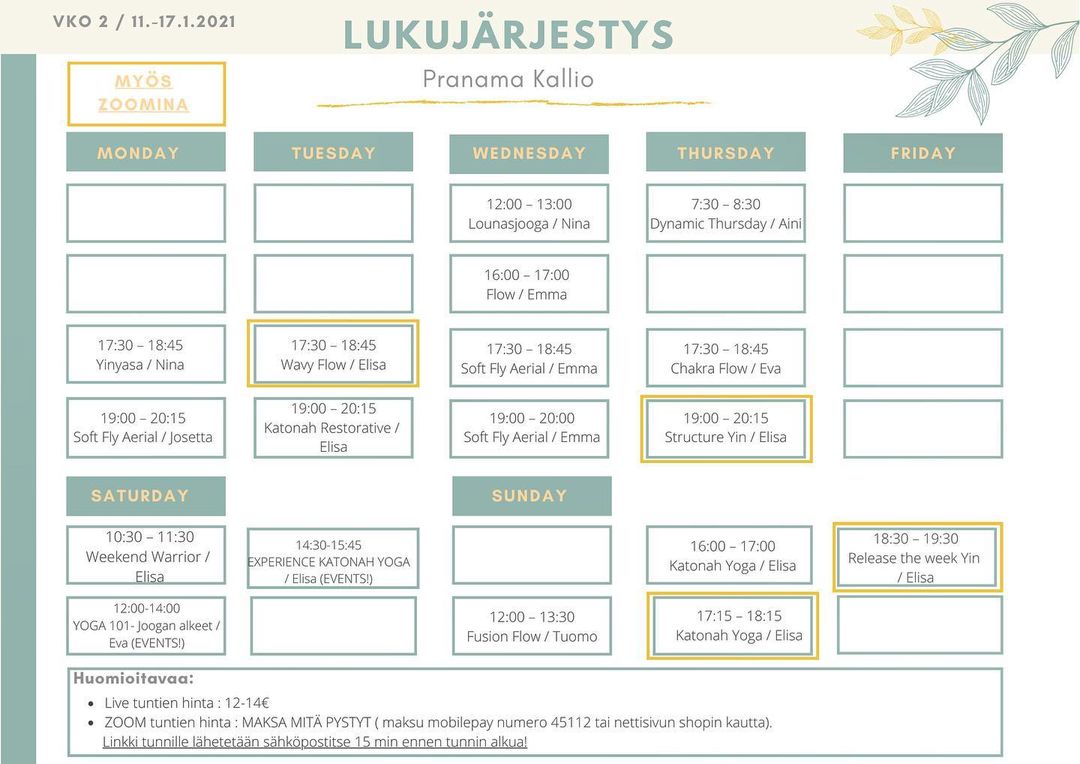 VKO 2 / 11.-17.1.2021
LUKUJÄRJESTYS
Pranama Kallio
MYÖS
ZOOMINA
MONDAY
TUESDAY
WEDNESDAY
THURSDAY
FRIDAY
12:00 – 13:00
Lounasjooga / Nina
7:30 – 8:30
Dynamic Thursday / Aini
16:00 – 17:00
Flow / Emma
17:30 – 18:45
Yinyasa / Nina
17:30 – 18:45
Wavy Flow / Elisa
17:30 – 18:45
Soft Fly Aerial / Emma
17:30 – 18:45
Chakra Flow / Eva
19:00 – 20:15
Soft Fly Aerial / Josetta
19:00 – 20:15
Katonah Restorative /
Elisa
19:00 – 20:00
Soft Fly Aerial / Emma
19:00 – 20:15
Structure Yin / Elisa
SATURDAY
SUNDAY
10:30 – 11:30
Weekend Warrior /
Elisa
14:30-15:45
EXPERIENCE KATONAH YOGA
/ Elisa (EVENTS!)
16:00 – 17:00
Katonah Yoga / Elisa
18:30 – 19:30
Release the week Yin
/ Elisa
12:00-14:00
YOGA 101- Joogan alkeet /
Eva (EVENTS!)
12:00 – 13:30
Fusion Flow / Tuomo
17:15 – 18:15
Katonah Yoga / Elisa
Huomioitavaa:
• Live tuntien hinta : 12-14€
• ZOOM tuntien hinta : MAKSA MITÄ PYSTYT ( maksu mobilepay numero 45112 tai nettisivun shopin kautta).
Linkki tunnille lähetetään sähköpostitse 15 min ennen tunnin alkua!